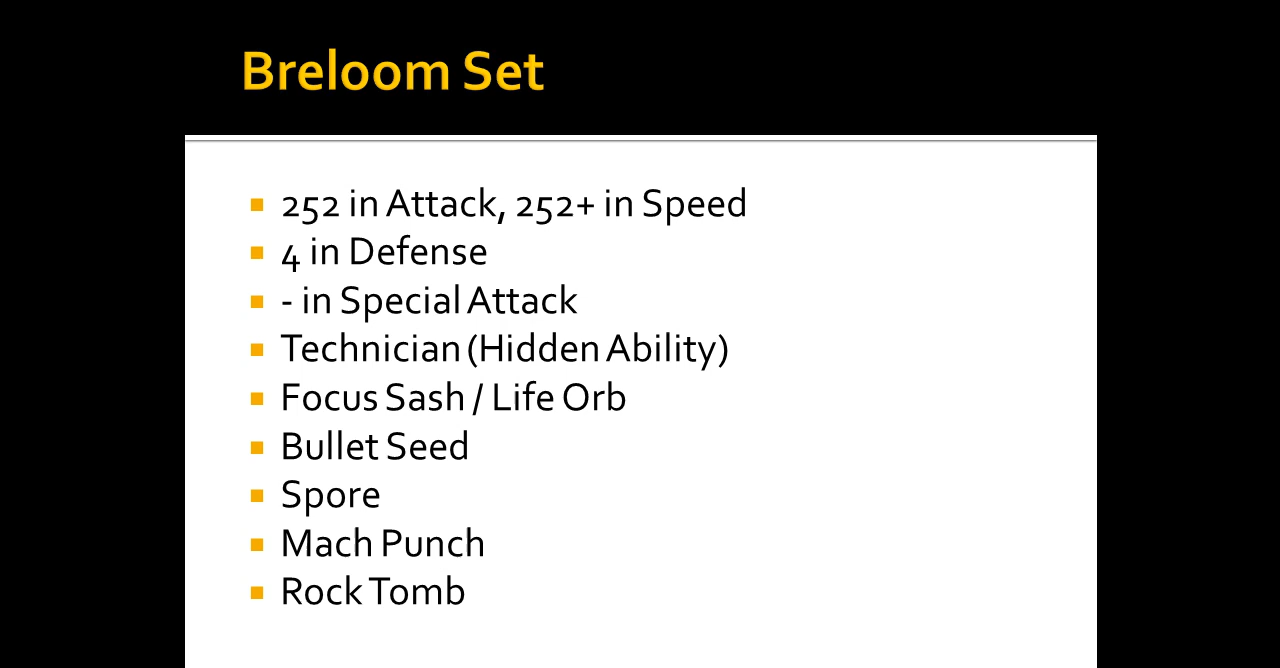 Breloom Set
252 in Attack, 252+ in Speed
4 in Defense
- in Special Attack
Technician (Hidden Ability)
Focus Sash / Life Orb
Bullet Seed
Spore
Mach Punch
Rock Tomb